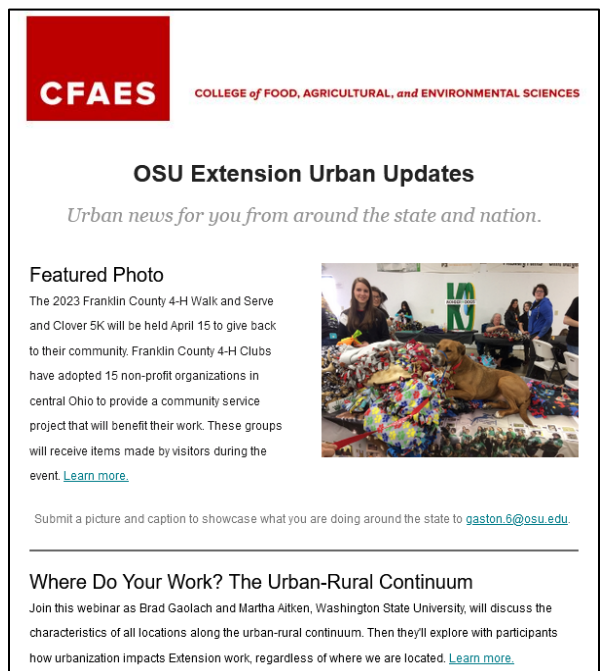 CFAES
COLLEGE of FOOD, AGRICULTURAL, and ENVIRONMENTAL SCIENCES
OSU Extension Urban Updates
Urban news for you from around the state and nation.
Featured Photo
The 2023 Franklin County 4-H Walk and Serve
and Clover 5K will be held April 15 to give back
to their community. Franklin County 4-H Clubs
have adopted 15 non-profit organizations in
central Ohio to provide a community service
project that will benefit their work. These groups
will receive items made by visitors during the
event. Learn more.
K9
Submit a picture and caption to showcase what you are doing around the state to gaston.6@osu.edu.
Where Do Your Work? The Urban-Rural Continuum
Join this webinar as Brad Gaolach and Martha Aitken, Washington State University, will discuss the
characteristics of all locations along the urban-rural continuum. Then they'll explore with participants
how urbanization impacts Extension work, regardless of where we are located. Learn more.